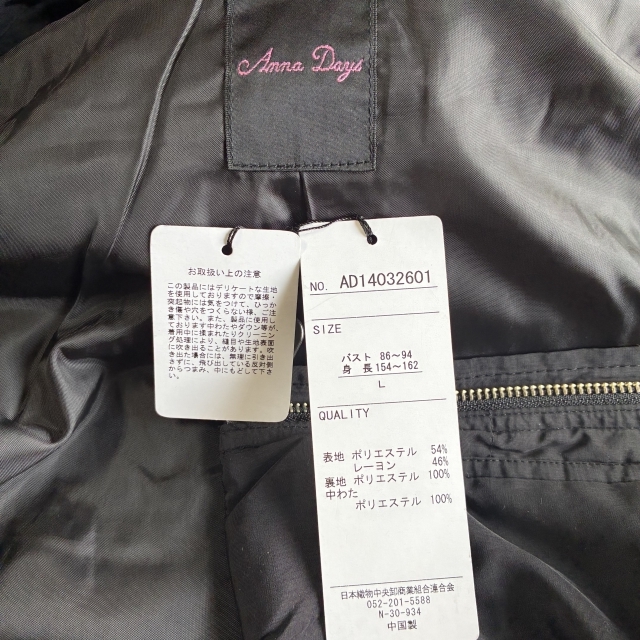 Anna Days
お取扱い上の注意
この製品にはデリケートな生地
を使用しておりますので摩擦・
突起物には気をつけて、ひっか
き傷や穴をつくらない様、ご注
意下さい。また、製品に使用し
ております中わたやダウン等が、
着用中に揉まれたりクリーニン
グ処理により、縫目や生地表面
に吹き出ることがあります。吹
き出た場合には、無理に引き出
さずに、飛び出している反対側
からつまみ、中にもどして下さ
い。
NO. AD14032601
SIZE
バスト 86~94
身 長 154~162
L
QUALITY
表地 ポリエステル 54%
レーヨン 46%
裏地 ポリエステル 100%
中わた
ポリエステル 100%
日本織物中央卸商業組合連合会
052-201-5588
N-30-934
中国製